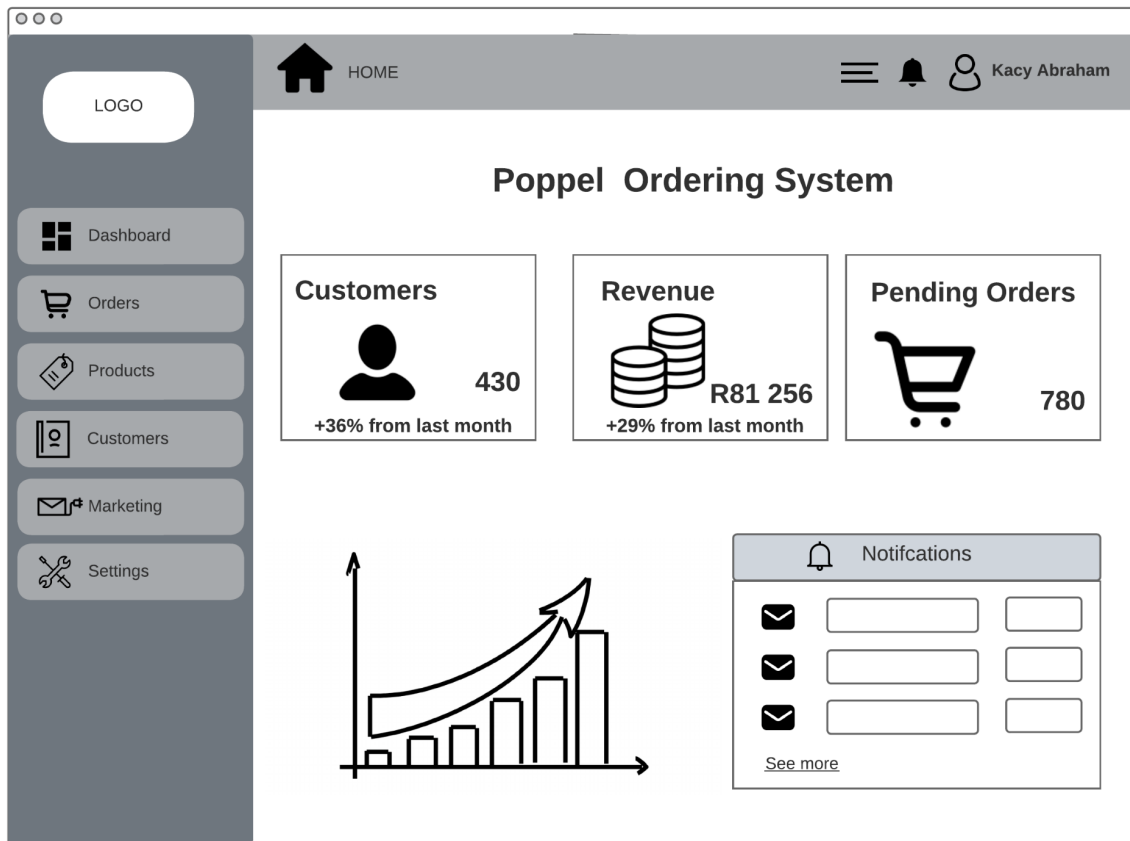 HOME
Kacy Abraham
LOGO
Poppel Ordering System
Dashboard
Orders
Products
Customers
Marketing
Settings
Customers
430
+36% from last month
Revenue
R81 256
+29% from last month
Pending Orders
780
Notifcations
See more